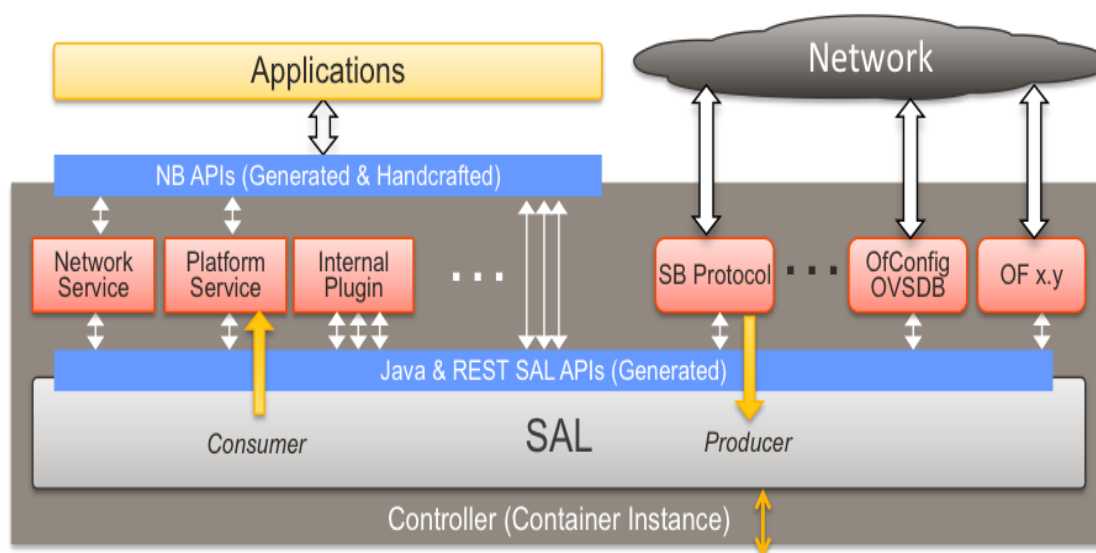 Applications
Network
NB APIs (Generated & Handcrafted)
Network
Service
Platform
Service
Internal
Plugin
. . .
SB Protocol
. . .
OfConfig
OVSDB
OF x.y
Java & REST SAL APIs (Generated)
Consumer
SAL
Producer
Controller (Container Instance)